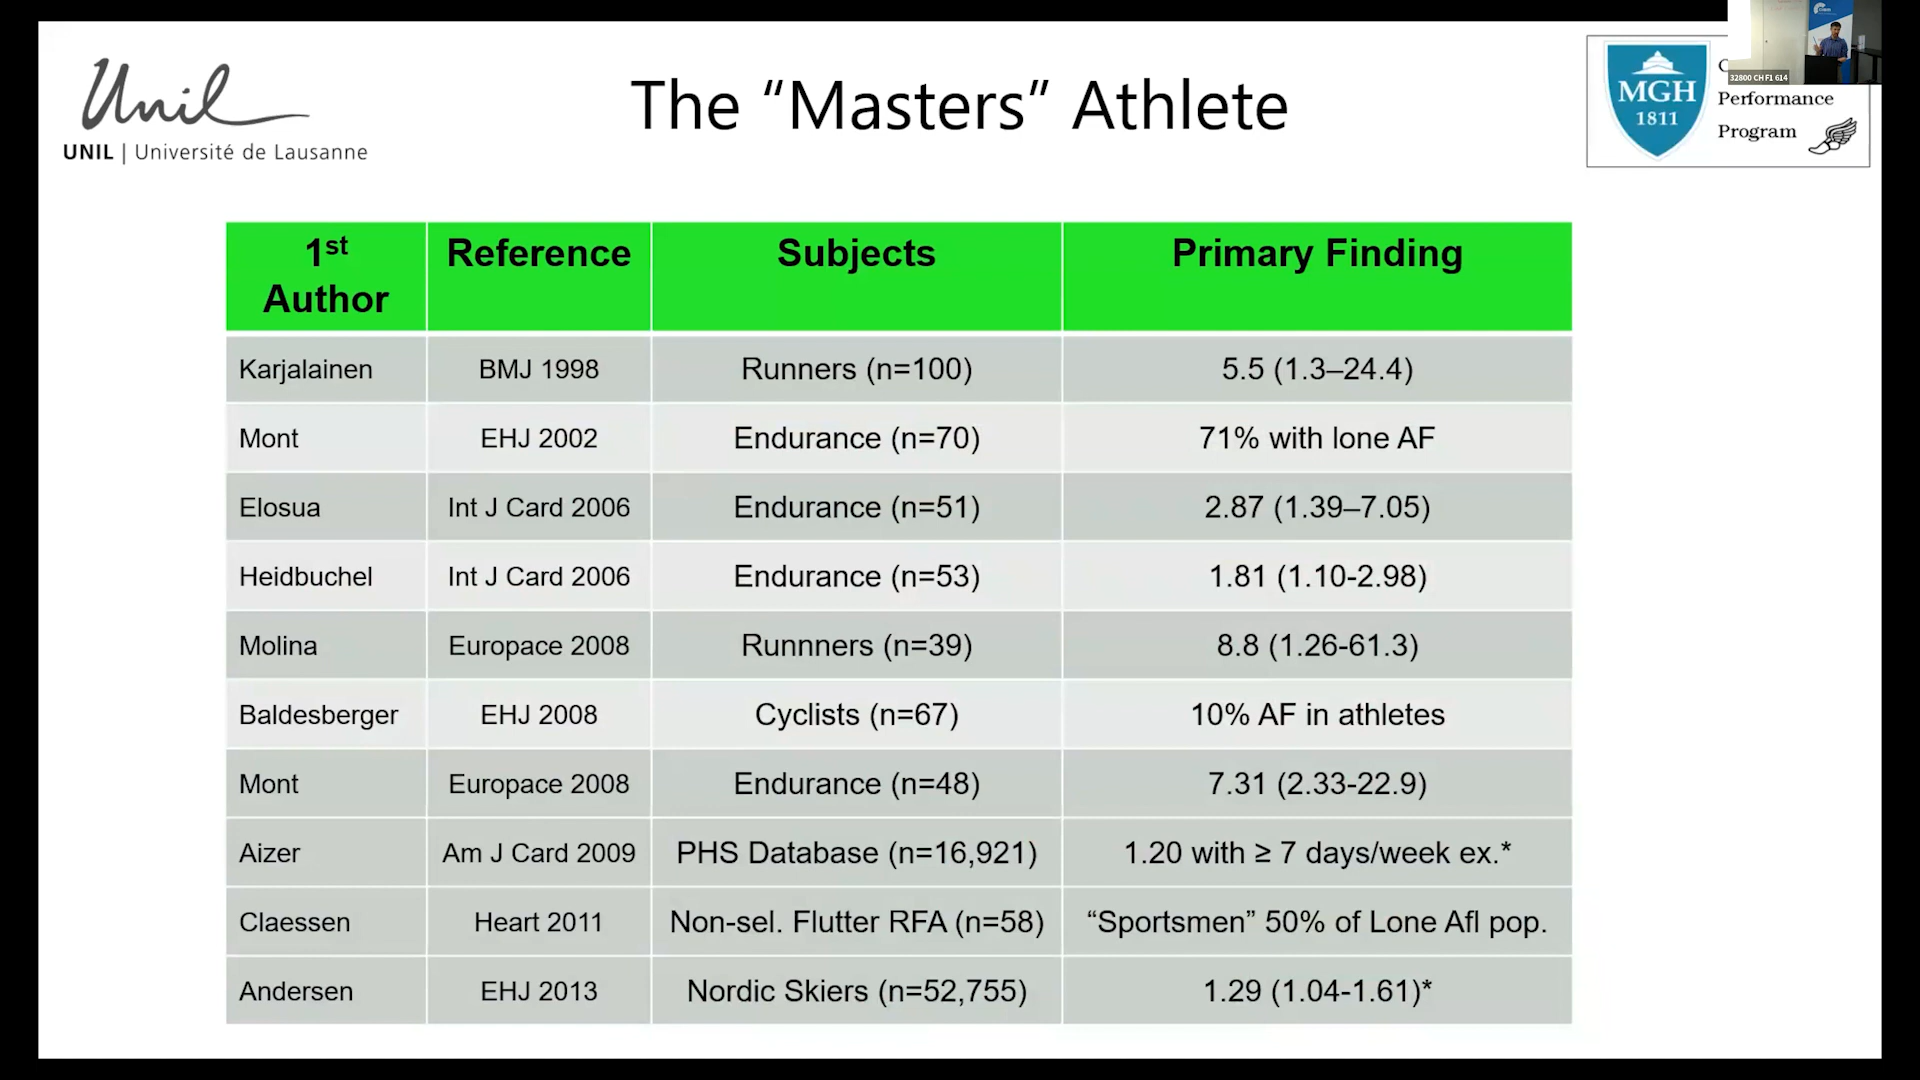 Unil
UNIL | Université de Lausanne
The “Masters” Athlete
MGH
1811
Performance
Program
32800 CH F1 614
1st Author | Reference | Subjects | Primary Finding
Karjalainen | BMJ 1998 | Runners (n=100) | 5.5 (1.3–24.4)
Mont | EHJ 2002 | Endurance (n=70) | 71% with lone AF
Elosua | Int J Card 2006 | Endurance (n=51) | 2.87 (1.39–7.05)
Heidbuchel | Int J Card 2006 | Endurance (n=53) | 1.81 (1.10-2.98)
Molina | Europace 2008 | Runnners (n=39) | 8.8 (1.26-61.3)
Baldesberger | EHJ 2008 | Cyclists (n=67) | 10% AF in athletes
Mont | Europace 2008 | Endurance (n=48) | 7.31 (2.33-22.9)
Aizer | Am J Card 2009 | PHS Database (n=16,921) | 1.20 with ≥ 7 days/week ex.*
Claessen | Heart 2011 | Non-sel. Flutter RFA (n=58) | “Sportsmen” 50% of Lone Afl pop.
Andersen | EHJ 2013 | Nordic Skiers (n=52,755) | 1.29 (1.04-1.61)*